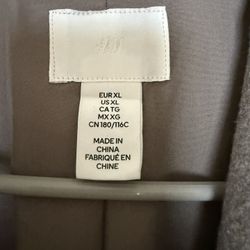 H&M
EUR XL
US XL
CA TG
MX XG
CN 180/116C
MADE IN
CHINA
FABRIQUÉ EN
CHINE